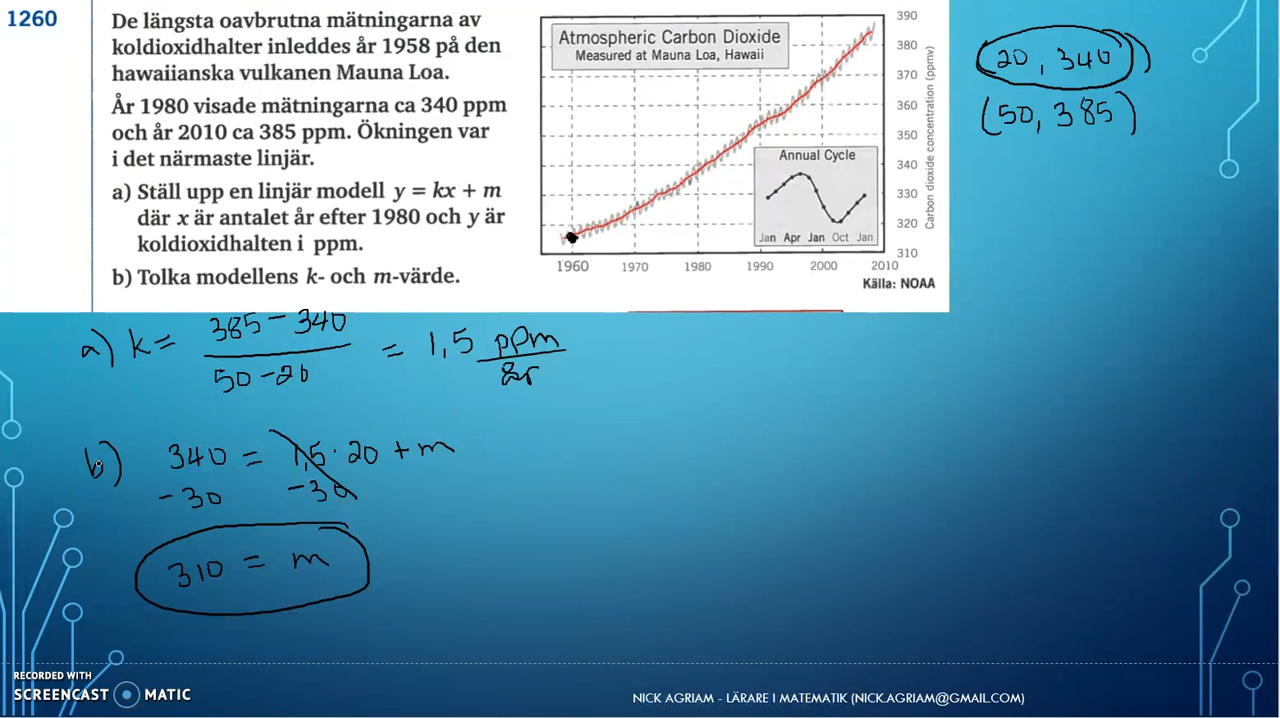 1260
De längsta oavbrutna mätningarna av
koldioxidhalter inleddes år 1958 på den
hawaiianska vulkanen Mauna Loa.
År 1980 visade mätningarna ca 340 ppm
och år 2010 ca 385 ppm. Ökningen var
i det närmaste linjär.
a) Ställ upp en linjär modell y = kx + m
där x är antalet år efter 1980 och y är
koldioxidhalten i ppm.
b) Tolka modellens k- och m-värde.
Atmospheric Carbon Dioxide
Measured at Mauna Loa, Hawaii
390
380
370
360
350
340
330
320
310
Carbon dioxide concentration (ppmv)
Annual Cycle
Jan Apr Jan Oct Jan
1960 1970 1980 1990 2000 2010
Källa: NOAA
(20, 340)
(50, 385)
a) k = 385 - 340
50 - 20
= 1,5 ppm
år
b) 340 = 1,5 · 20 + m
-30 -30
310 = m
RECORDED WITH
SCREENCAST MATIC
NICK AGRIAM - LÄRARE I MATEMATIK (NICK.AGRIAM@GMAIL.COM)